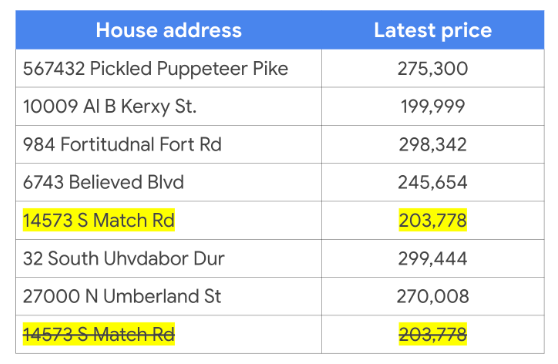 House address Latest price
567432 Pickled Puppeteer Pike 275,300
10009 Al B Kerxy St. 199,999
984 Fortitudnal Fort Rd 298,342
6743 Believed Blvd 245,654
14573 S Match Rd 203,778
32 South Uhvdabor Dur 299,444
27000 N Umberland St 270,008
14573 S Match Rd 203,778